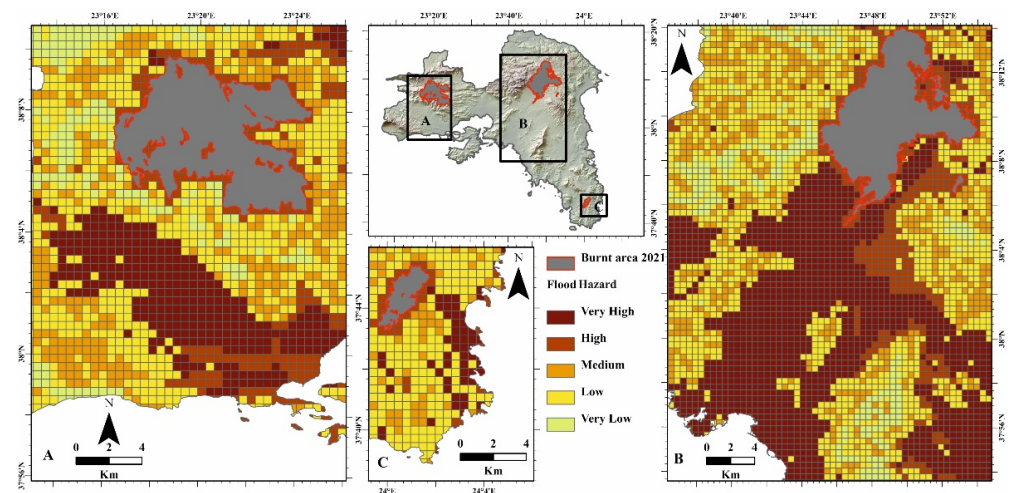 23°16'E 23°20'E 23°24'E
38°8'N
38°4'N
38°N
37°56'N
N
0 2 4
Km
A
23°20'E 23°40'E 24°E
38°20'N
38°N
37°40'N
A
B
C
37°44'N
37°40'N
N
0 2 4
Km
C
24°E 24°4'E
Burnt area 2021
Flood Hazard
Very High
High
Medium
Low
Very Low
23°40'E 23°44'E 23°48'E 23°52'E
38°12'N
38°8'N
38°4'N
38°N
37°56'N
N
0 2 4
Km
B